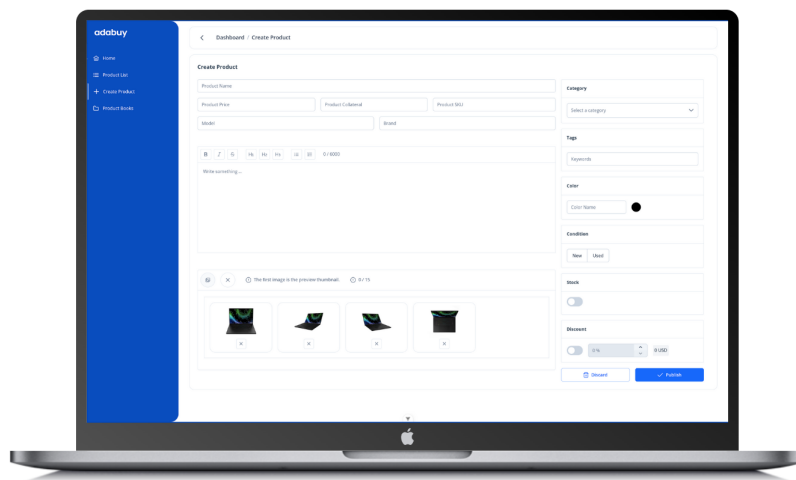 adabuy
Home
Product List
Create Product
Product Books
Dashboard / Create Product
Create Product
Product Name
Product Price
Product Collateral
Product SKU
Model
Brand
B I S H₁ H₂ H₃ 0 / 8000
Write something...
The first image is the preview thumbnail.
0 / 15
Category
Select a category
Tags
Keywords
Color
Color Name
Condition
New
Used
Stock
Discount
0 %
0 USD
Discard
Publish